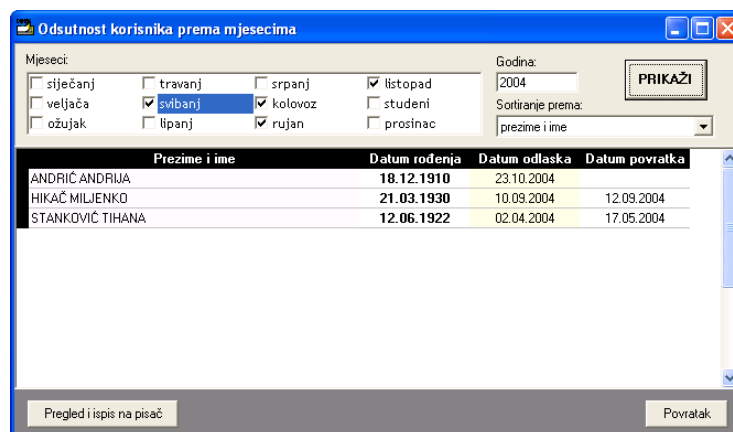 Odsutnost korisnika prema mjesecima
Mjeseci:
siječanj travanj srpanj listopad
veljača svibanj kolovoz studeni
ožujak lipanj rujan prosinac
Godina:
2004
Sortiranje prema:
prezime i ime
PRIKAŽI
Prezime i ime Datum rođenja Datum odlaska Datum povratka
ANDRIĆ ANDRIJA 18.12.1910 23.10.2004
HIKAČ MILJENKO 21.03.1930 10.09.2004 12.09.2004
STANKOVIĆ TIHANA 12.06.1922 02.04.2004 17.05.2004
Pregled i ispis na pisač Povratak